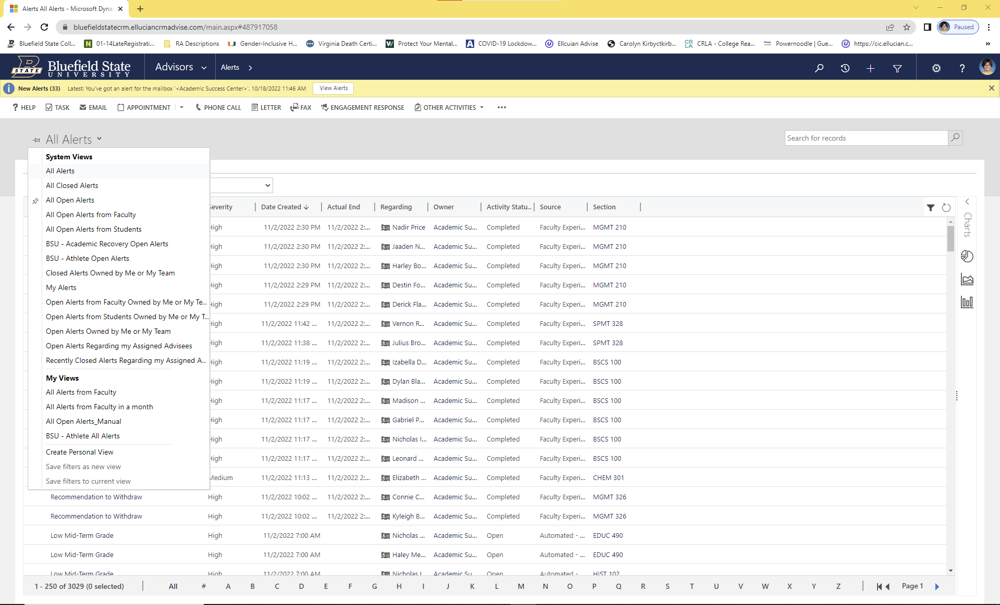 Alerts All Alerts - Microsoft Dyna
bluefieldstatecrm.elluciancrmadvise.com/main.aspx#487917058
Paused
Bluefield State Coll... 01-14LateRegistrati... RA Descriptions Gender-Inclusive H... Virginia Death Certi... Protect Your Mental... COVID-19 Lockdow... Ellcuian Advise Carolyn Kirbyctkirb... CRLA - College Rea... Powernoodle | Gue... https://cic.ellucian.c... »
STATE Bluefield State UNIVERSITY Advisors Alerts
New Alerts (33) Latest: You've got an alert for the mailbox '<Academic Success Center>'. 10/18/2022 11:46 AM View Alerts
? HELP TASK EMAIL APPOINTMENT PHONE CALL LETTER FAX ENGAGEMENT RESPONSE OTHER ACTIVITIES •••
All Alerts
Search for records
System Views
All Alerts
All Closed Alerts
All Open Alerts
All Open Alerts from Faculty
All Open Alerts from Students
BSU - Academic Recovery Open Alerts
BSU - Athlete Open Alerts
Closed Alerts Owned by Me or My Team
My Alerts
Open Alerts from Faculty Owned by Me or My Te...
Open Alerts from Students Owned by Me or My T...
Open Alerts Owned by Me or My Team
Open Alerts Regarding my Assigned Advisees
Recently Closed Alerts Regarding my Assigned A...
My Views
All Alerts from Faculty
All Alerts from Faculty in a month
All Open Alerts_Manual
BSU - Athlete All Alerts
Create Personal View
Save filters as new view
Save filters to current view
Severity Date Created Actual End Regarding Owner Activity Statu... Source Section
High 11/2/2022 2:30 PM 11/2/2022 2:... Nadir Price Academic Su... Completed Faculty Experi... MGMT 210
High 11/2/2022 2:30 PM 11/2/2022 2:... Jaaden N... Academic Su... Completed Faculty Experi... MGMT 210
High 11/2/2022 2:30 PM 11/2/2022 2:... Harley Bo... Academic Su... Completed Faculty Experi... MGMT 210
High 11/2/2022 2:29 PM 11/2/2022 2:... Destin Fo... Academic Su... Completed Faculty Experi... MGMT 210
High 11/2/2022 2:29 PM 11/2/2022 2:... Derick Fla... Academic Su... Completed Faculty Experi... MGMT 210
High 11/2/2022 11:42 ... 11/2/2022 2:... Vernon R... Academic Su... Completed Faculty Experi... SPMT 328
High 11/2/2022 11:38 ... 11/2/2022 2:... Julius Bro... Academic Su... Completed Faculty Experi... SPMT 328
High 11/2/2022 11:19 ... 11/2/2022 2:... Izabella D... Academic Su... Completed Faculty Experi... BSCS 100
High 11/2/2022 11:19 ... 11/2/2022 2:... Dylan Bla... Academic Su... Completed Faculty Experi... BSCS 100
High 11/2/2022 11:17 ... 11/2/2022 2:... Madison ... Academic Su... Completed Faculty Experi... BSCS 100
High 11/2/2022 11:17 ... 11/2/2022 2:... Gabriel P... Academic Su... Completed Faculty Experi... BSCS 100
High 11/2/2022 11:17 ... 11/2/2022 2:... Nicholas I... Academic Su... Completed Faculty Experi... BSCS 100
High 11/2/2022 11:17 ... 11/2/2022 2:... Leonard ... Academic Su... Completed Faculty Experi... BSCS 100
Medium 11/2/2022 11:13 ... 11/2/2022 2:... Elizabeth ... Academic Su... Completed Faculty Experi... CHEM 301
Recommendation to Withdraw High 11/2/2022 10:02 ... 11/2/2022 2:... Connie C... Academic Su... Completed Faculty Experi... MGMT 326
Recommendation to Withdraw High 11/2/2022 10:02 ... 11/2/2022 2:... Kyleigh B... Academic Su... Completed Faculty Experi... MGMT 326
Low Mid-Term Grade High 11/2/2022 7:00 AM Nicholas ... Academic Su... Open Automated - ... EDUC 490
Low Mid-Term Grade High 11/2/2022 7:00 AM Haley Me... Academic Su... Open Automated - ... EDUC 490
Low Mid-Term Grade High 11/2/2022 7:00 AM Nicholas I Academic Su Open Automated - HIST 102
Charts
1 - 250 of 3029 (0 selected) All # A B C D E F G H I J K L M N O P Q R S T U V W X Y Z Page 1